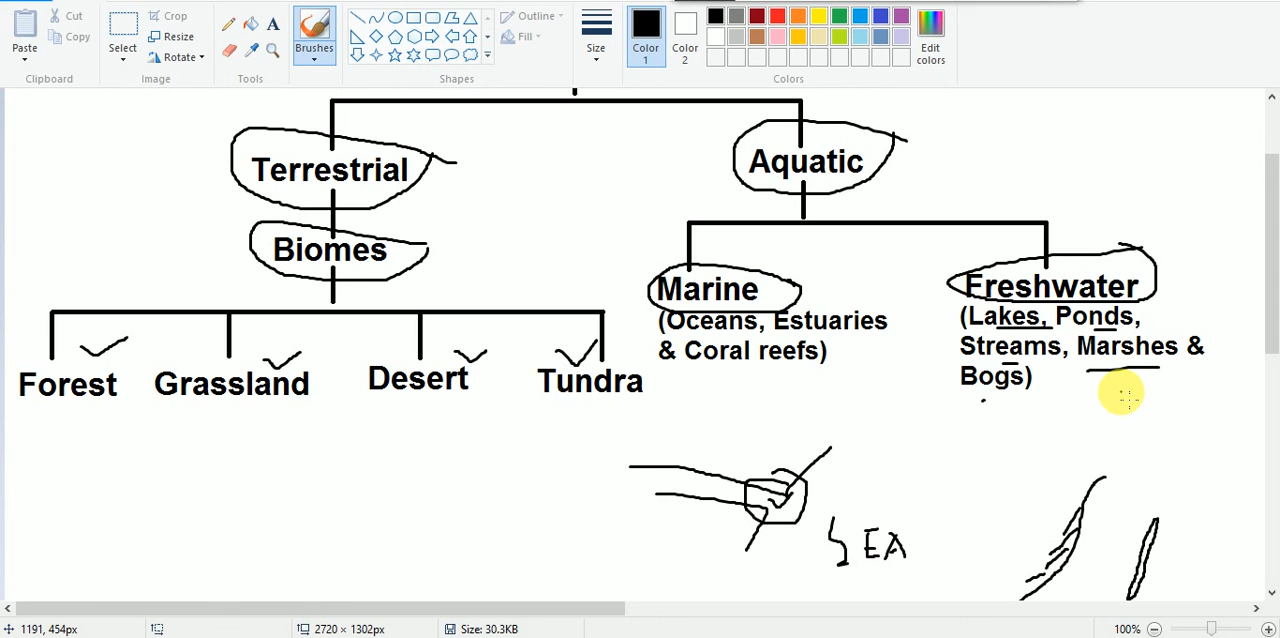 Paste
Cut
Copy
Clipboard
Select
Crop
Resize
Rotate
Image
A
Tools
Brushes
Shapes
Outline
Fill
Size
Color 1
Color 2
Edit colors
Colors
Terrestrial
Aquatic
Biomes
Marine
(Oceans, Estuaries
& Coral reefs)
Freshwater
(Lakes, Ponds,
Streams, Marshes &
Bogs)
Forest Grassland Desert Tundra
SEA
1191, 454px
2720 × 1302px
Size: 30.3KB
100%